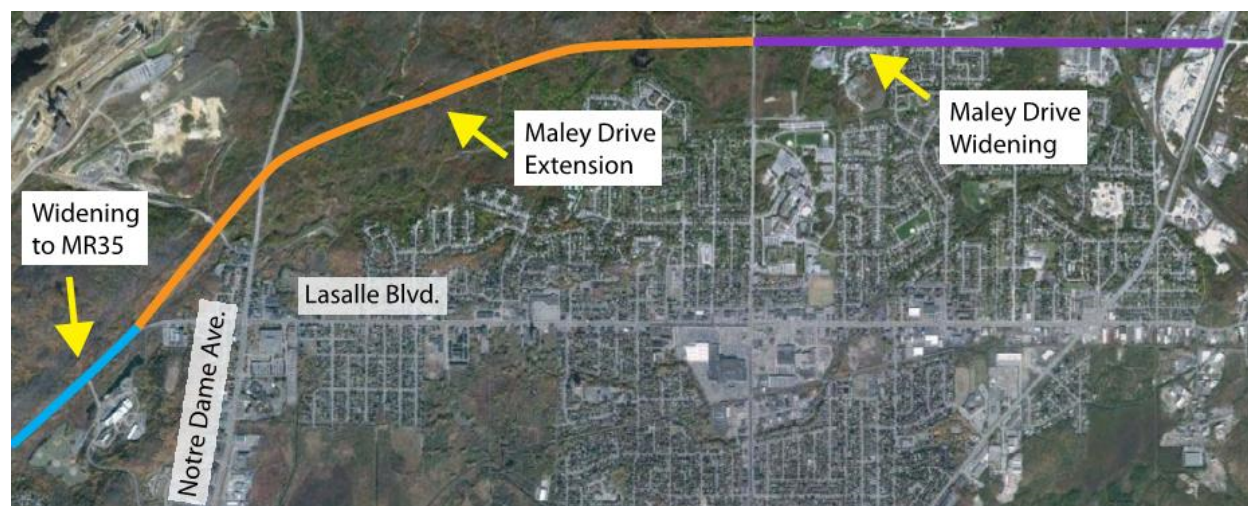 Maley Drive
Extension
Maley Drive
Widening
Widening
to MR35
Lasalle Blvd.
Notre Dame Ave.